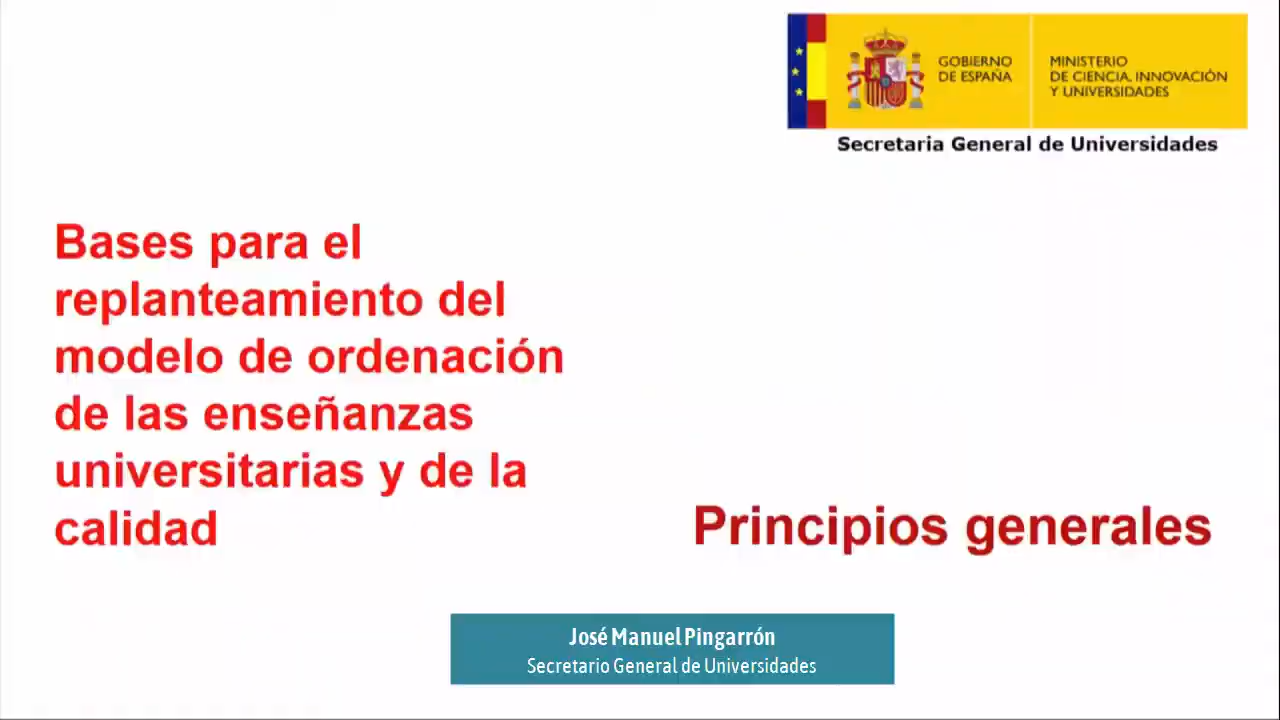 GOBIERNO
DE ESPAÑA
MINISTERIO
DE CIENCIA, INNOVACIÓN
Y UNIVERSIDADES
Secretaria General de Universidades
Bases para el
replanteamiento del
modelo de ordenación
de las enseñanzas
universitarias y de la
calidad
Principios generales
José Manuel Pingarrón
Secretario General de Universidades